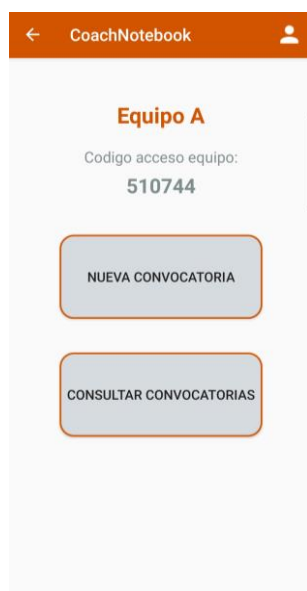 CoachNotebook
Equipo A
Codigo acceso equipo:
510744
NUEVA CONVOCATORIA
CONSULTAR CONVOCATORIAS